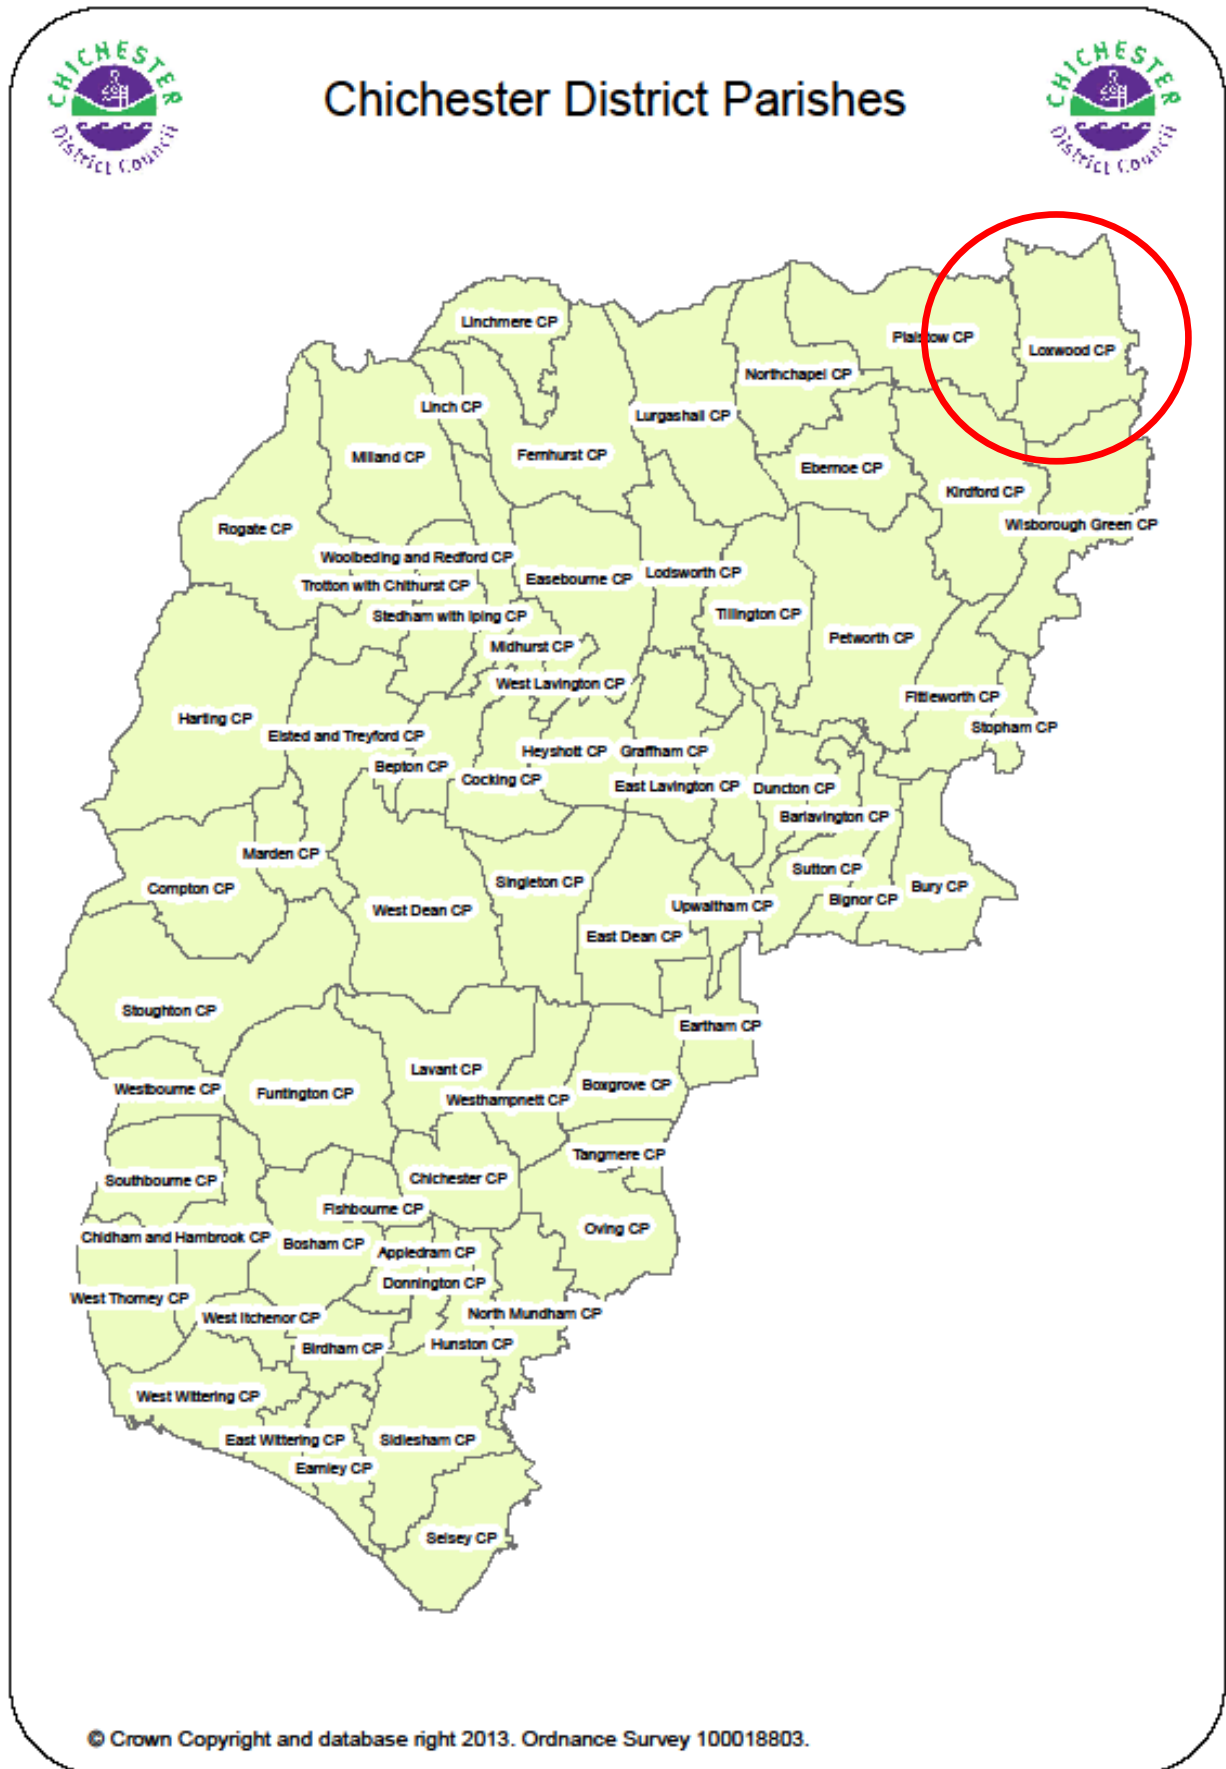 CHICHESTER
District Council
Chichester District Parishes
CHICHESTER
District Council
Linchmere CP
Plaistow CP
Loxwood CP
Northchapel CP
Linch CP
Lurgashall CP
Milland CP
Fernhurst CP
Ebernoe CP
Kirdford CP
Rogate CP
Wisborough Green CP
Woolbeding and Redford CP
Trotton with Chithurst CP
Easebourne CP
Lodsworth CP
Stedham with Iping CP
Tillington CP
Petworth CP
Midhurst CP
West Lavington CP
Fittleworth CP
Harting CP
Stopham CP
Elsted and Treyford CP
Heyshott CP
Graffham CP
Bepton CP
Cocking CP
East Lavington CP
Duncton CP
Barlavington CP
Marden CP
Compton CP
Singleton CP
Sutton CP
Bury CP
West Dean CP
Upwaltham CP
Bignor CP
East Dean CP
Stoughton CP
Eartham CP
Lavant CP
Westbourne CP
Funtington CP
Boxgrove CP
Westhampnett CP
Tangmere CP
Southbourne CP
Chichester CP
Fishbourne CP
Oving CP
Chidham and Hambrook CP
Bosham CP
Appledram CP
Donnington CP
West Thorney CP
West Itchenor CP
North Mundham CP
Birdham CP
Hunston CP
West Wittering CP
East Wittering CP
Sidlesham CP
Earnley CP
Selsey CP
© Crown Copyright and database right 2013. Ordnance Survey 100018803.